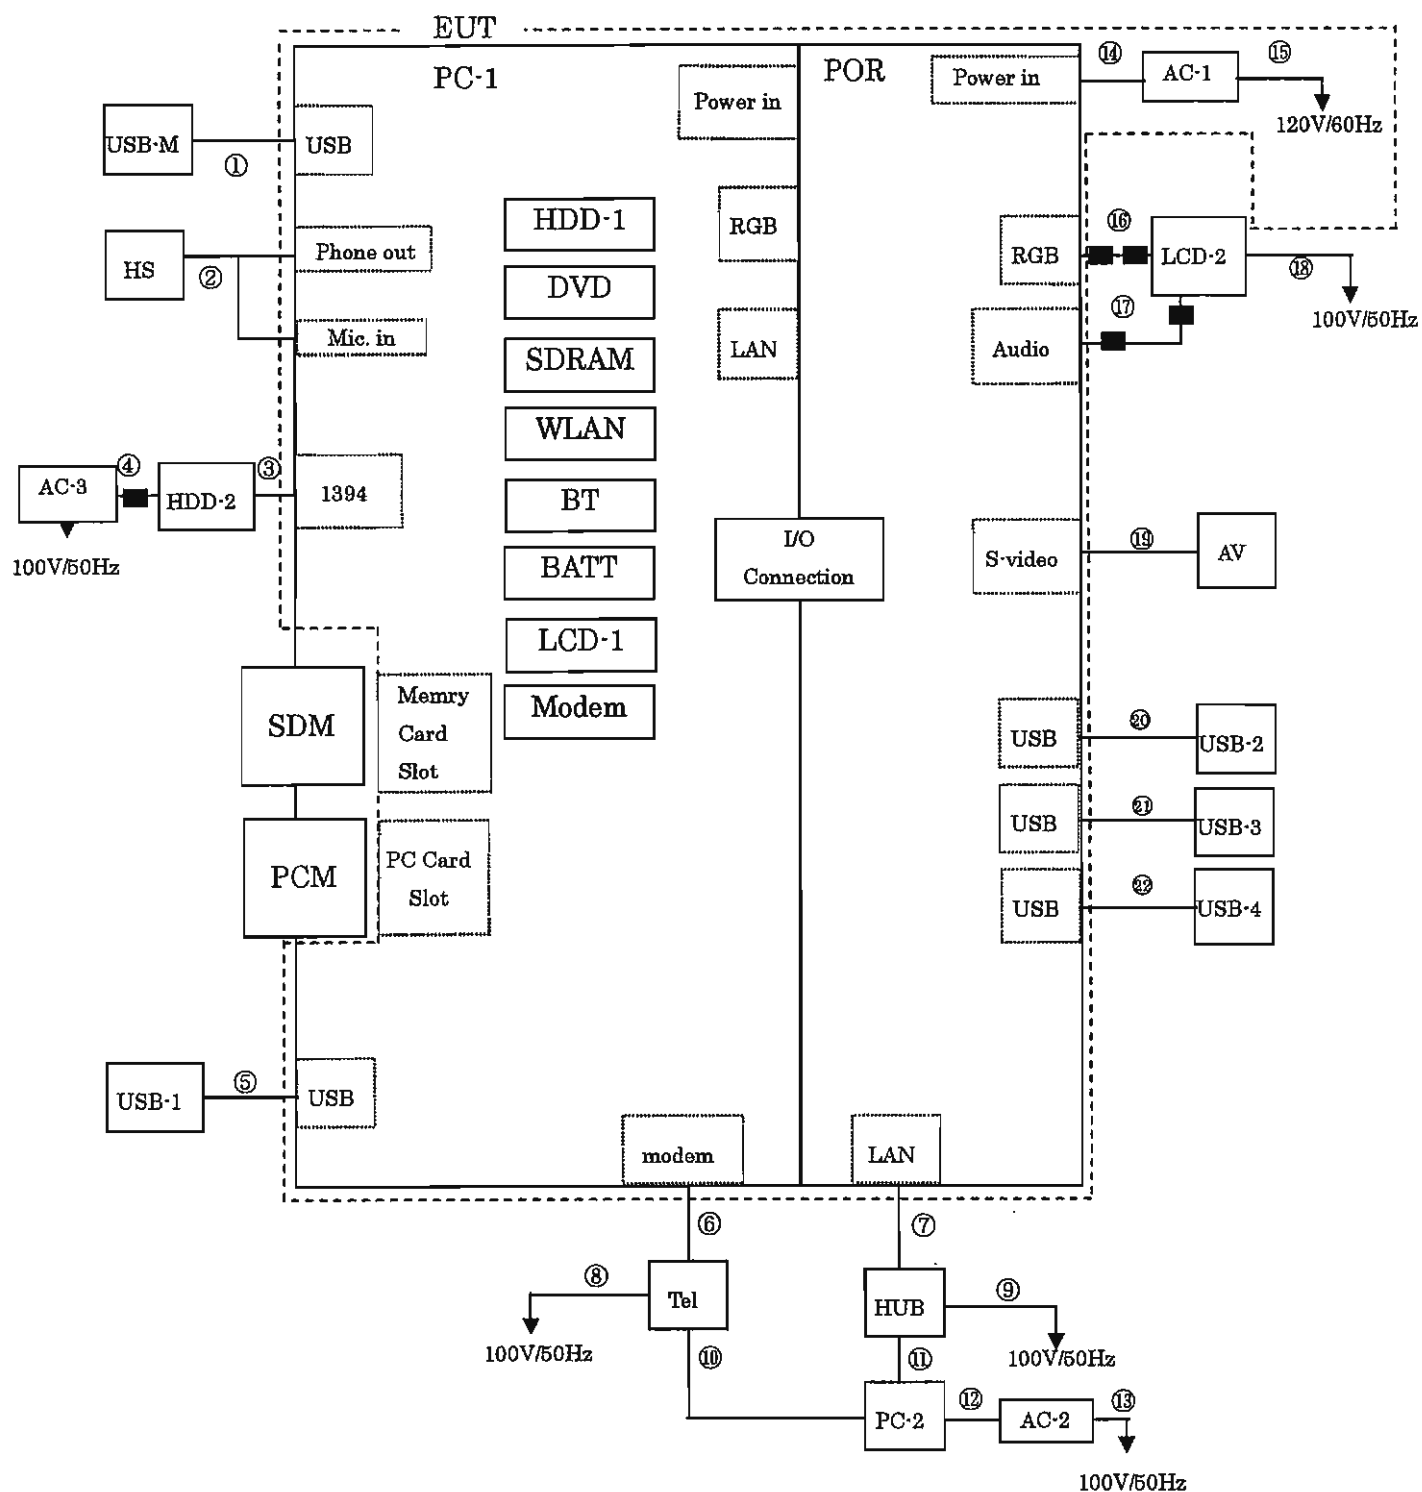 EUT
PC-1
POR
Power in
Power in
⑭
AC-1
⑮
120V/60Hz
USB-M
①
USB
HDD-1
RGB
RGB
⑯
LCD-2
⑱
100V/50Hz
HS
②
Phone out
DVD
⑰
Mic. in
SDRAM
LAN
Audio
WLAN
AC-3
④
HDD-2
③
1394
100V/50Hz
BT
I/O
Connection
S-video
⑲
AV
BATT
LCD-1
Modem
SDM
Memry
Card
Slot
USB
⑳
USB-2
USB
㉑
USB-3
PCM
PC Card
Slot
USB
㉒
USB-4
USB-1
⑤
USB
modem
LAN
⑥
⑦
⑧
Tel
HUB
⑨
100V/50Hz
100V/50Hz
⑩
⑪
PC-2
⑫
AC-2
⑬
100V/50Hz